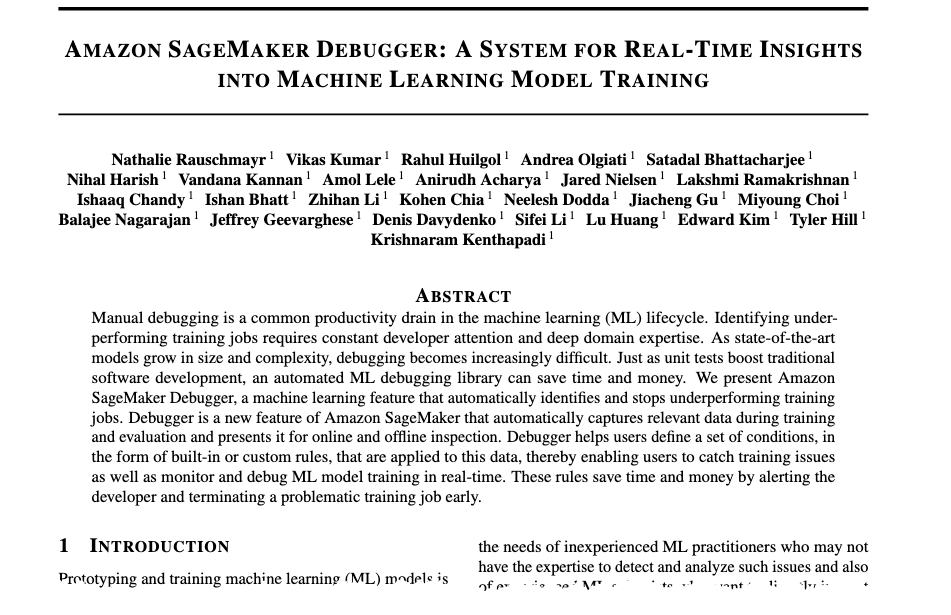 AMAZON SAGEMAKER DEBUGGER: A SYSTEM FOR REAL-TIME INSIGHTS
INTO MACHINE LEARNING MODEL TRAINING
Nathalie Rauschmayr 1 Vikas Kumar 1 Rahul Huilgol 1 Andrea Olgiati 1 Satadal Bhattacharjee 1
Nihal Harish 1 Vandana Kannan 1 Amol Lele 1 Anirudh Acharya 1 Jared Nielsen 1 Lakshmi Ramakrishnan 1
Ishaaq Chandy 1 Ishan Bhatt 1 Zhihan Li 1 Kohen Chia 1 Neelesh Dodda 1 Jiacheng Gu 1 Miyoung Choi 1
Balajee Nagarajan 1 Jeffrey Geevarghese 1 Denis Davydenko 1 Sifei Li 1 Lu Huang 1 Edward Kim 1 Tyler Hill 1
Krishnaram Kenthapadi 1
ABSTRACT
Manual debugging is a common productivity drain in the machine learning (ML) lifecycle. Identifying under-
performing training jobs requires constant developer attention and deep domain expertise. As state-of-the-art
models grow in size and complexity, debugging becomes increasingly difficult. Just as unit tests boost traditional
software development, an automated ML debugging library can save time and money. We present Amazon
SageMaker Debugger, a machine learning feature that automatically identifies and stops underperforming training
jobs. Debugger is a new feature of Amazon SageMaker that automatically captures relevant data during training
and evaluation and presents it for online and offline inspection. Debugger helps users define a set of conditions, in
the form of built-in or custom rules, that are applied to this data, thereby enabling users to catch training issues
as well as monitor and debug ML model training in real-time. These rules save time and money by alerting the
developer and terminating a problematic training job early.
1 INTRODUCTION
Prototyping and training machine learning (ML) models is
the needs of inexperienced ML practitioners who may not
have the expertise to detect and analyze such issues and also